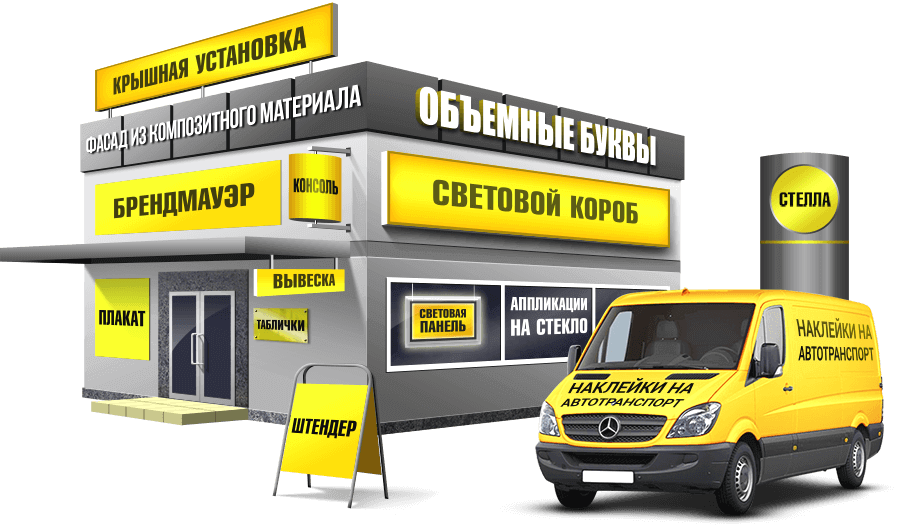 КРЫШНАЯ УСТАНОВКА
ФАСАД ИЗ КОМПОЗИТНОГО МАТЕРИАЛА
ОБЪЕМНЫЕ БУКВЫ
БРЕНДМАУЭР
КОНСОЛЬ
СВЕТОВОЙ КОРОБ
СТЕЛЛА
ВЫВЕСКА
ПЛАКАТ
ТАБЛИЧКИ
СВЕТОВАЯ
ПАНЕЛЬ
АППЛИКАЦИИ
НА СТЕКЛО
НАКЛЕЙКИ НА
АВТОТРАНСПОРТ
НАКЛЕЙКИ НА
АВТОТРАНСПОРТ
ШТЕНДЕР